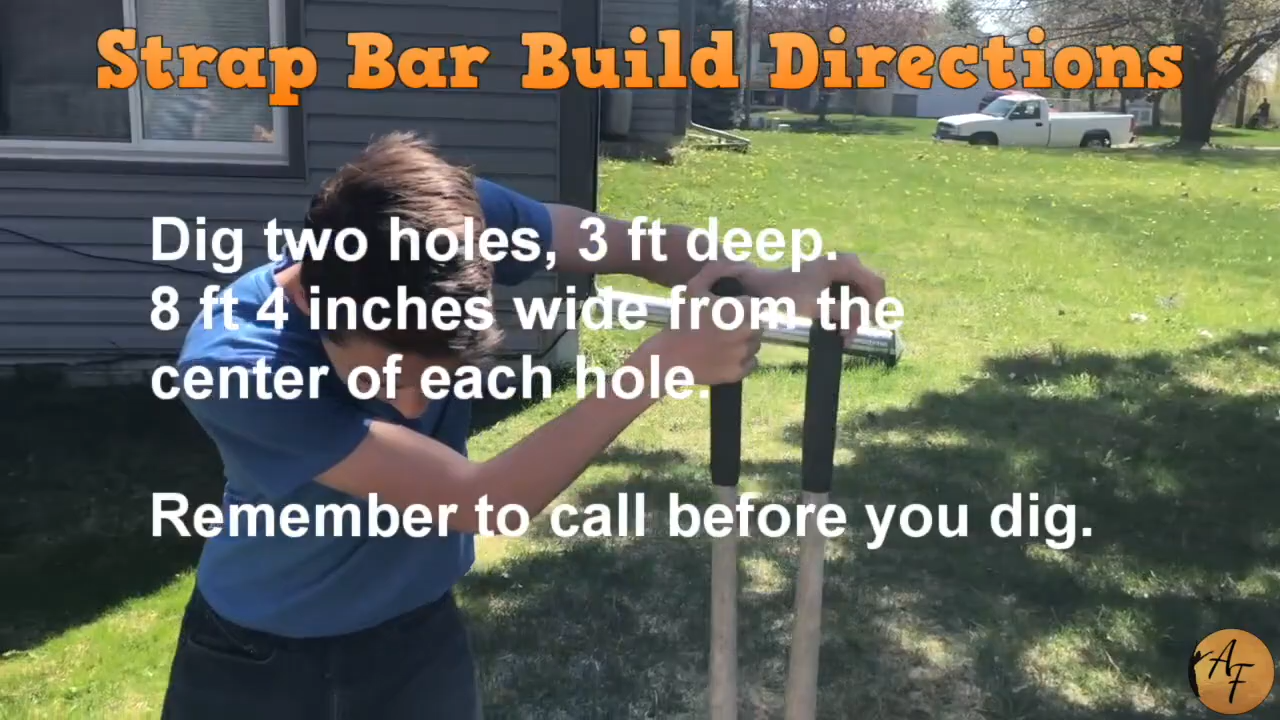 Strap Bar Build Directions
Dig two holes, 3 ft deep.
8 ft 4 inches wide from the
center of each hole.
Remember to call before you dig.
AF